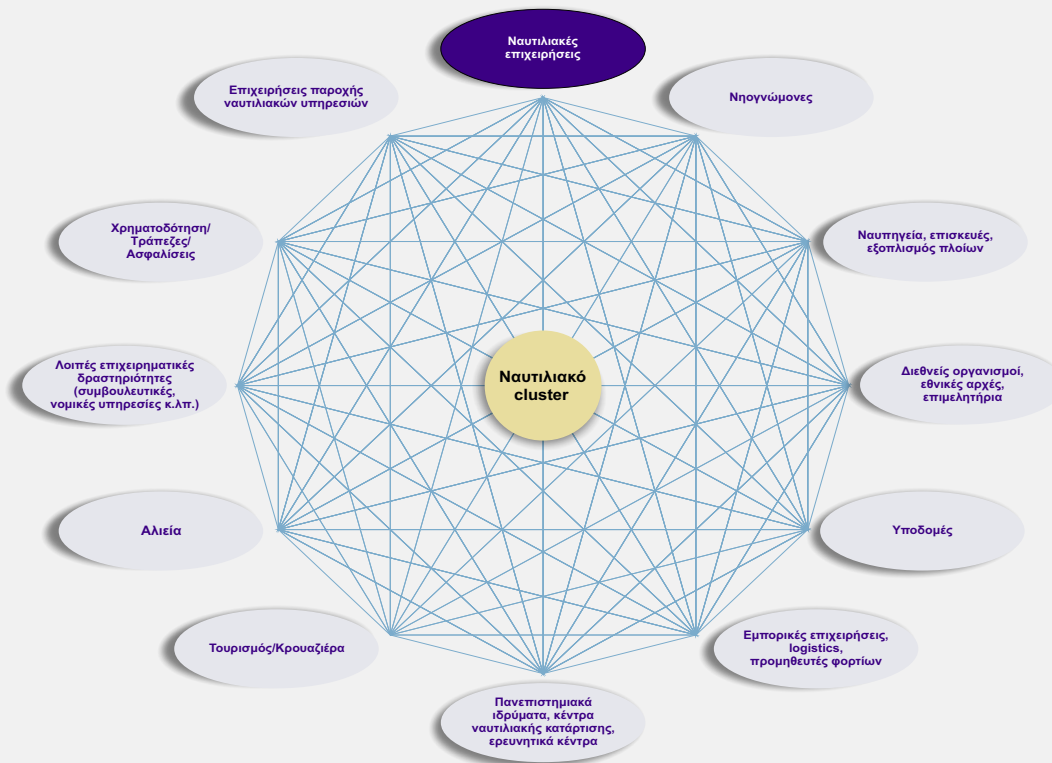 Ναυτιλιακές
επιχειρήσεις
Επιχειρήσεις παροχής
ναυτιλιακών υπηρεσιών
Νηογνώμονες
Χρηματοδότηση/
Τράπεζες/
Ασφαλίσεις
Ναυπηγεία, επισκευές,
εξοπλισμός πλοίων
Λοιπές επιχειρηματικές
δραστηριότητες
(συμβουλευτικές,
νομικές υπηρεσίες κ.λπ.)
Ναυτιλιακό
cluster
Διεθνείς οργανισμοί,
εθνικές αρχές,
επιμελητήρια
Αλιεία
Υποδομές
Τουρισμός/Κρουαζιέρα
Εμπορικές επιχειρήσεις,
logistics,
προμηθευτές φορτίων
Πανεπιστημιακά
ιδρύματα, κέντρα
ναυτιλιακής κατάρτισης,
ερευνητικά κέντρα